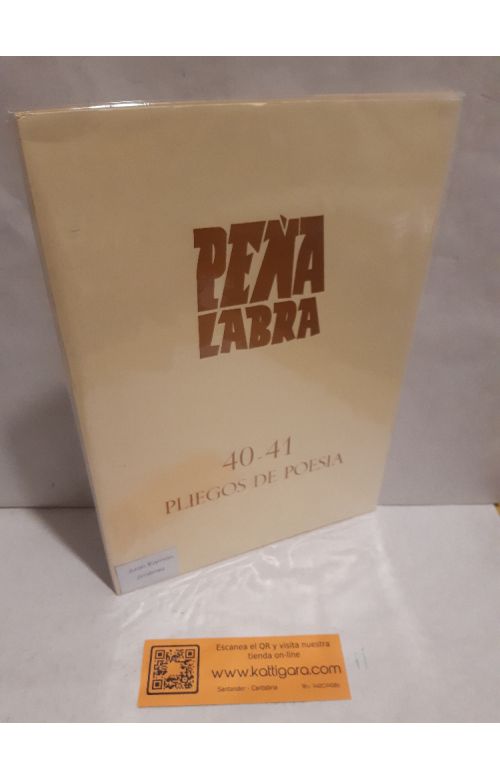 PEÑA
LABRA
40-41
PLIEGOS DE POESIA
Escanea el QR y visita nuestra
tienda on-line
www.kattigara.com
Santander - Cantabria